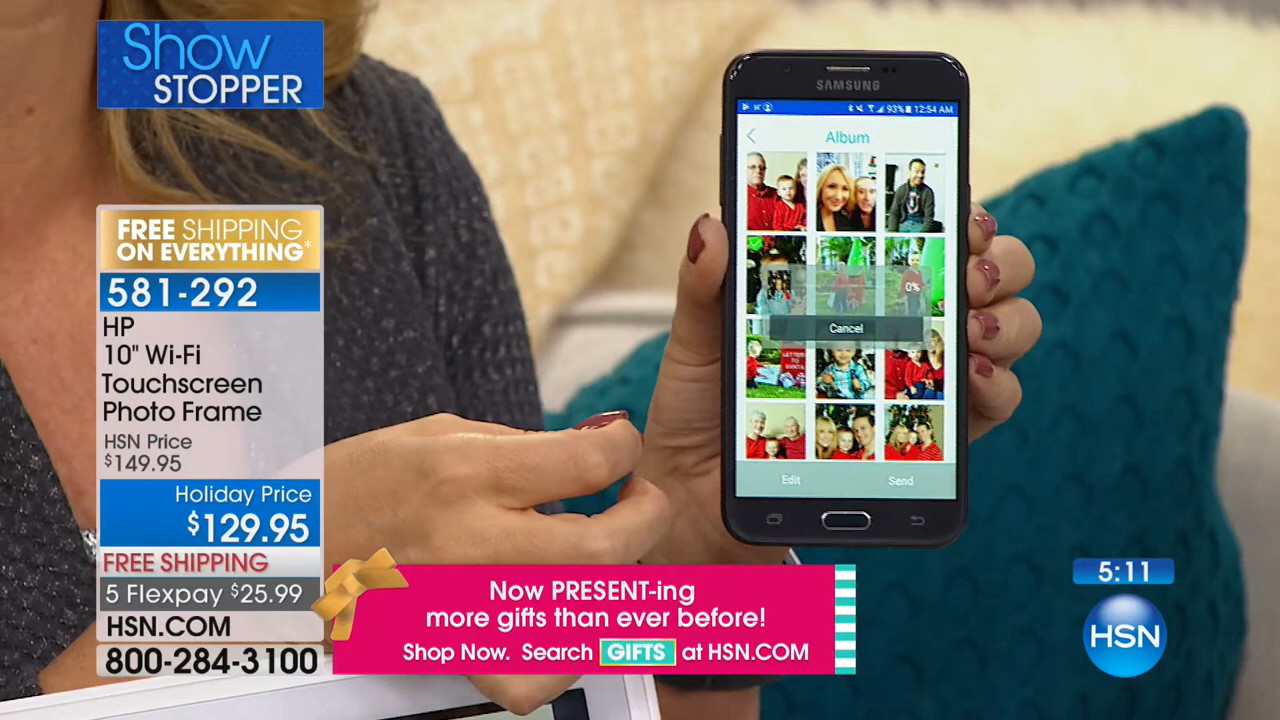 Show
STOPPER
FREE SHIPPING
ON EVERYTHING*
581-292
HP
10" Wi-Fi
Touchscreen
Photo Frame
HSN Price
$149.95
Holiday Price
$129.95
FREE SHIPPING
5 Flexpay $25.99
HSN.COM
800-284-3100
SAMSUNG
93% 12:54 AM
Album
0%
Cancel
LETTERS
TO
SANTA
Edit
Send
Now PRESENT-ing
more gifts than ever before!
Shop Now. Search GIFTS at HSN.COM
5:11
HSN